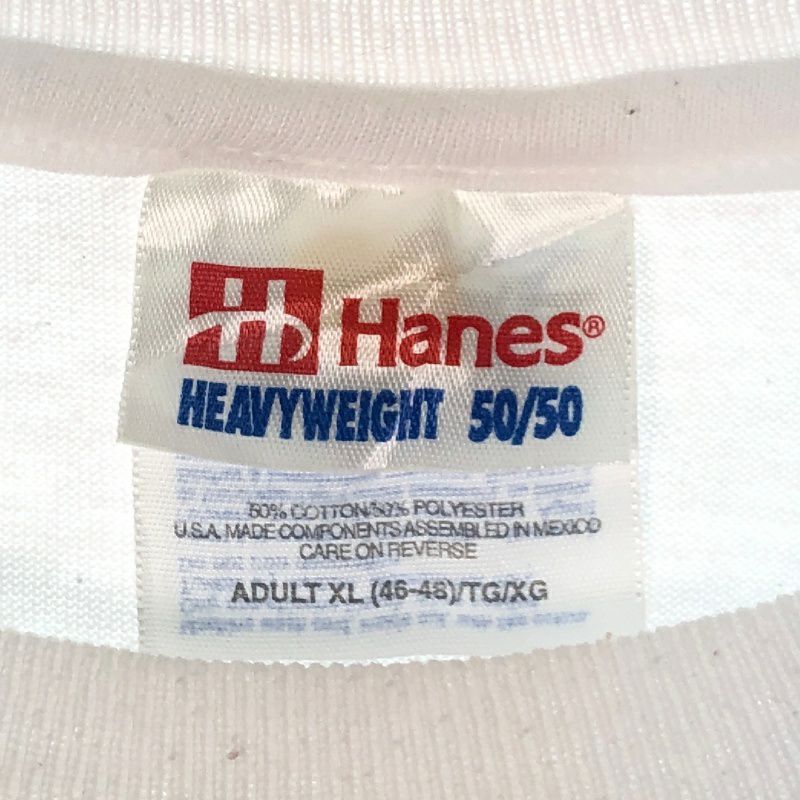 H Hanes®
HEAVYWEIGHT 50/50
50% COTTON/50% POLYESTER
U.S.A. MADE COMPONENTS ASSEMBLED IN MEXICO
CARE ON REVERSE
ADULT XL (46-48)/TG/XG